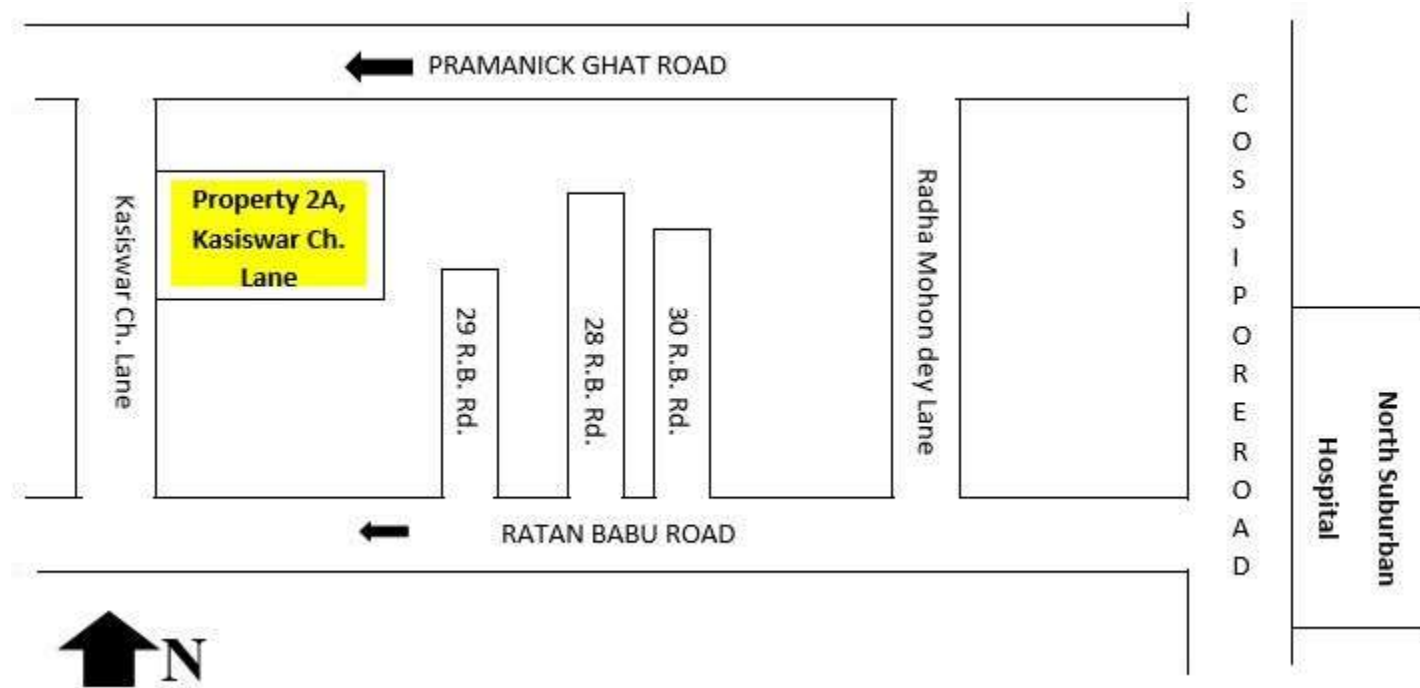 PRAMANICK GHAT ROAD
COSSIPORE ROAD
Kasiswar Ch. Lane
Property 2A,
Kasiswar Ch.
Lane
29 R.B. Rd.
28 R.B. Rd.
30 R.B. Rd.
Radha Mohon dey Lane
North Suburban
Hospital
RATAN BABU ROAD
N